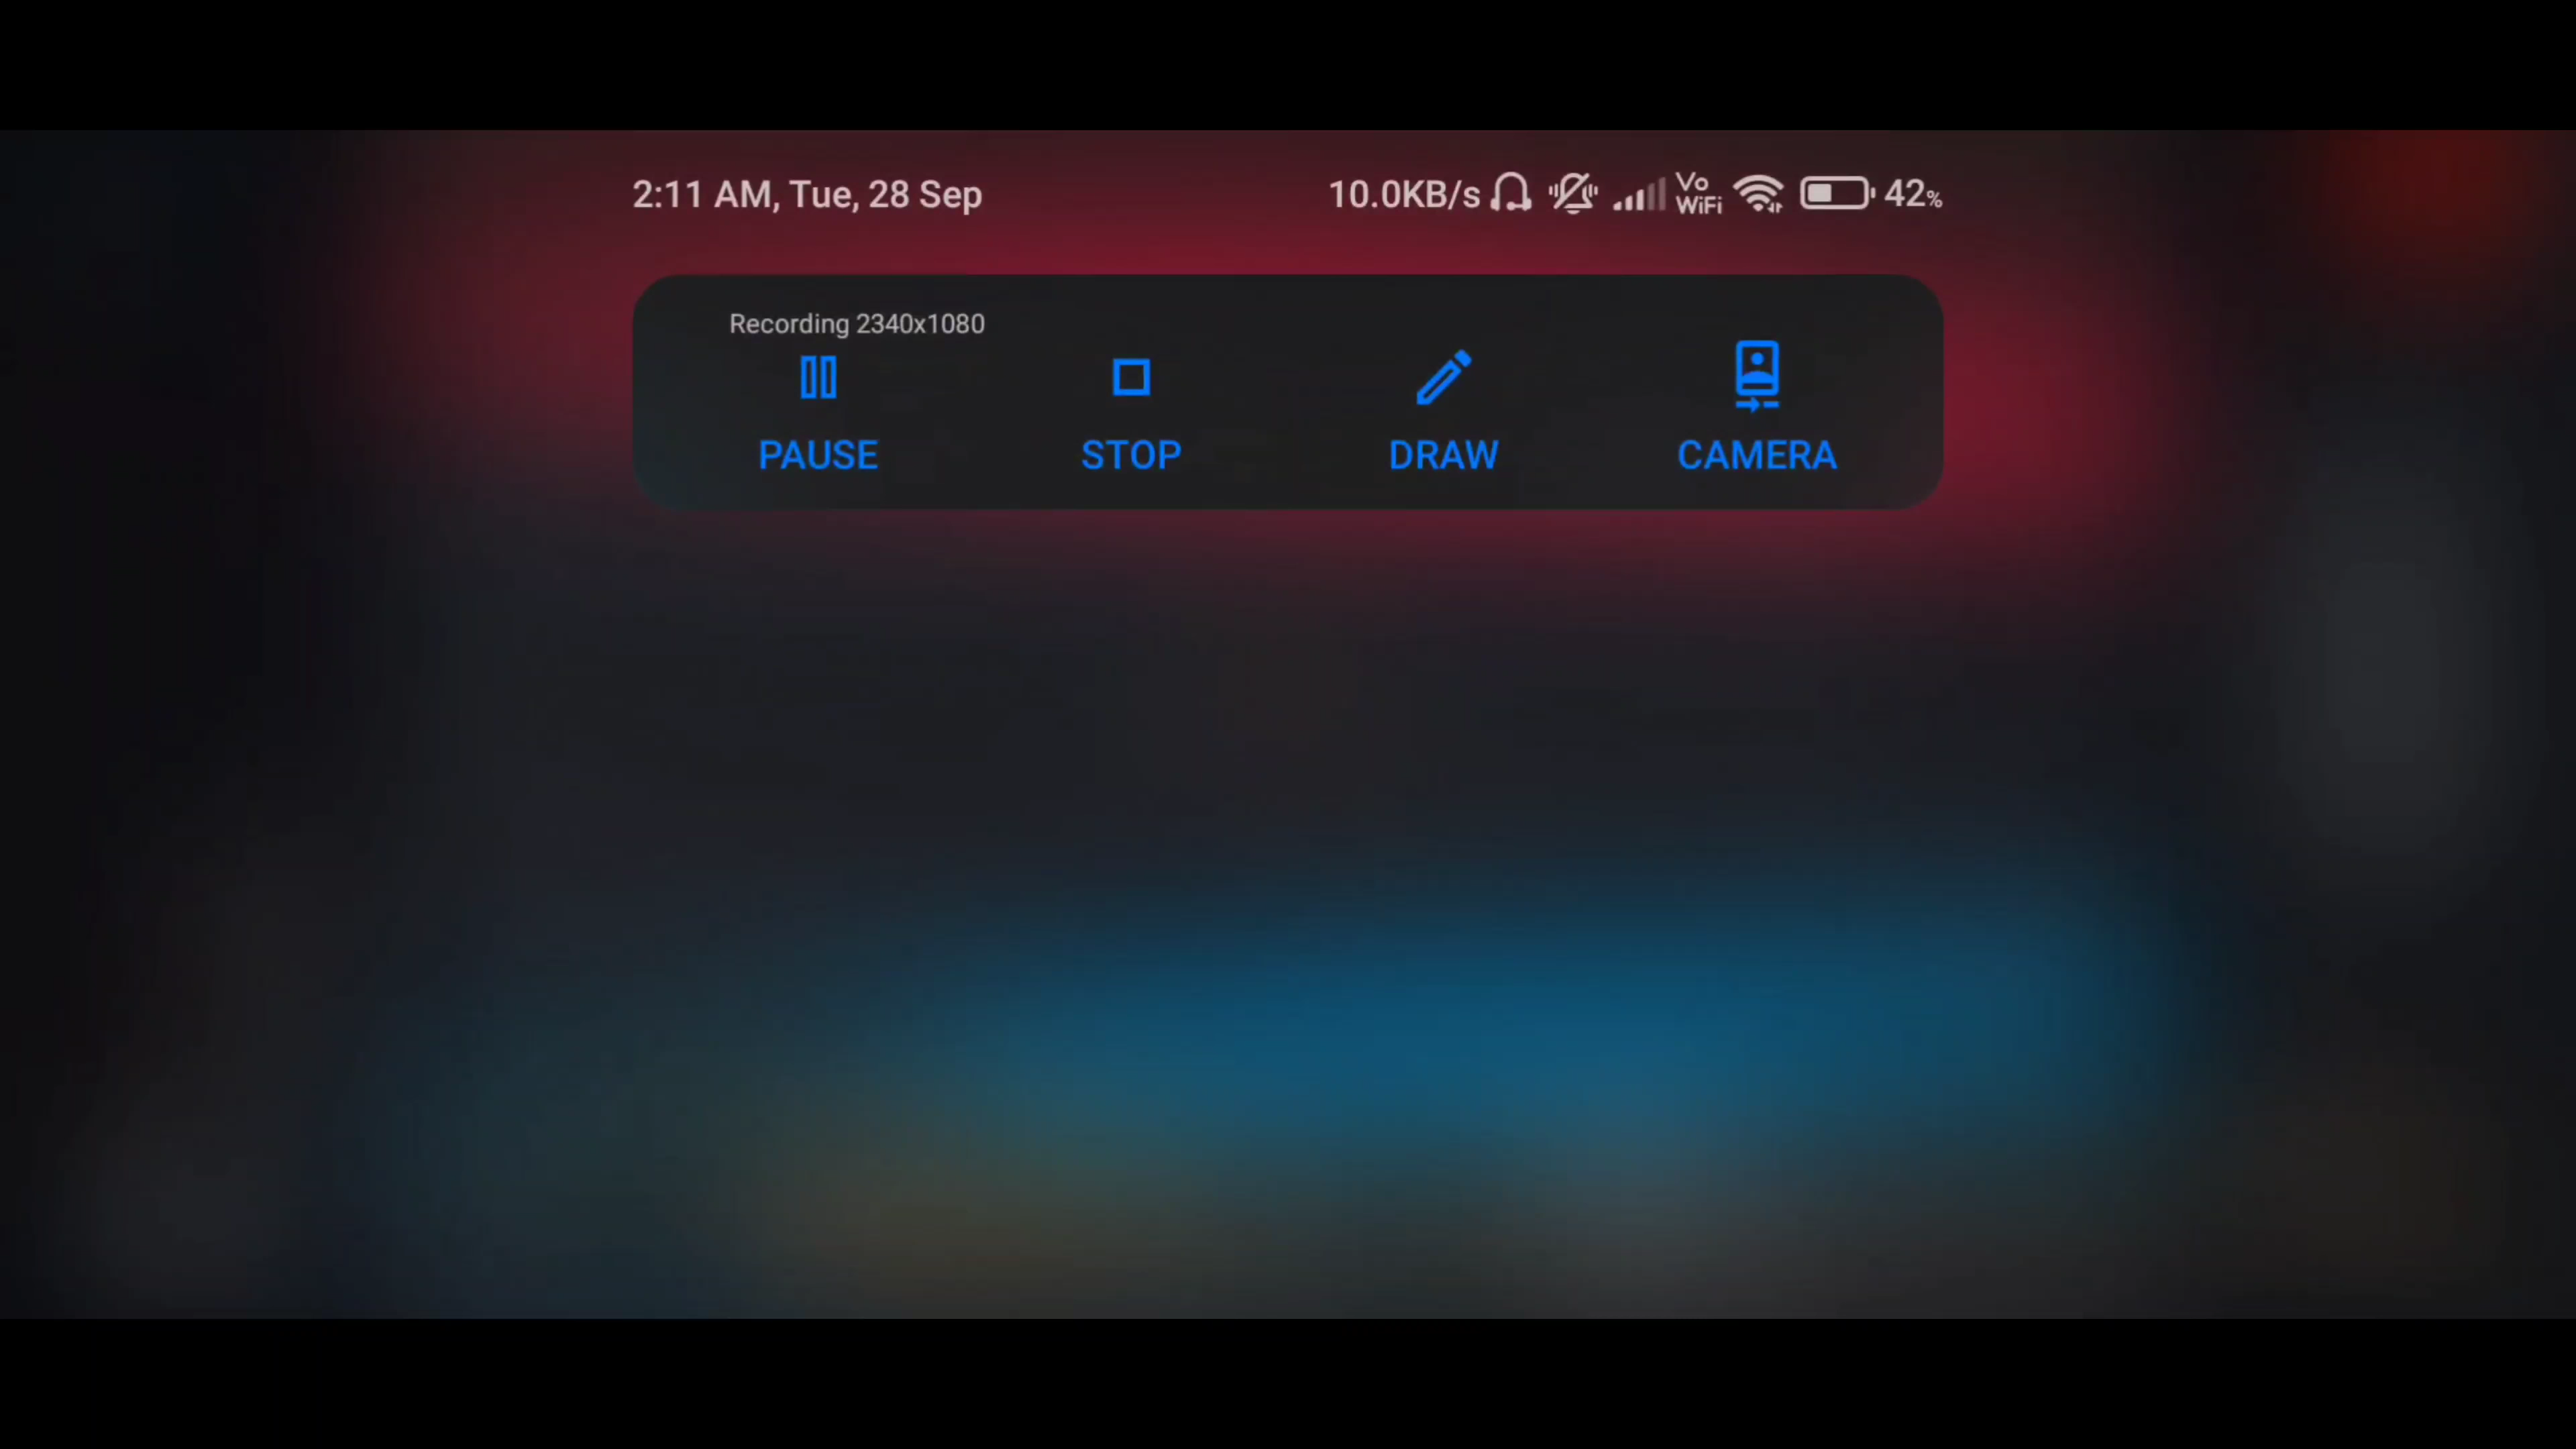 2:11 AM, Tue, 28 Sep
10.0KB/s Vo WiFi 42%
Recording 2340x1080
PAUSE STOP DRAW CAMERA